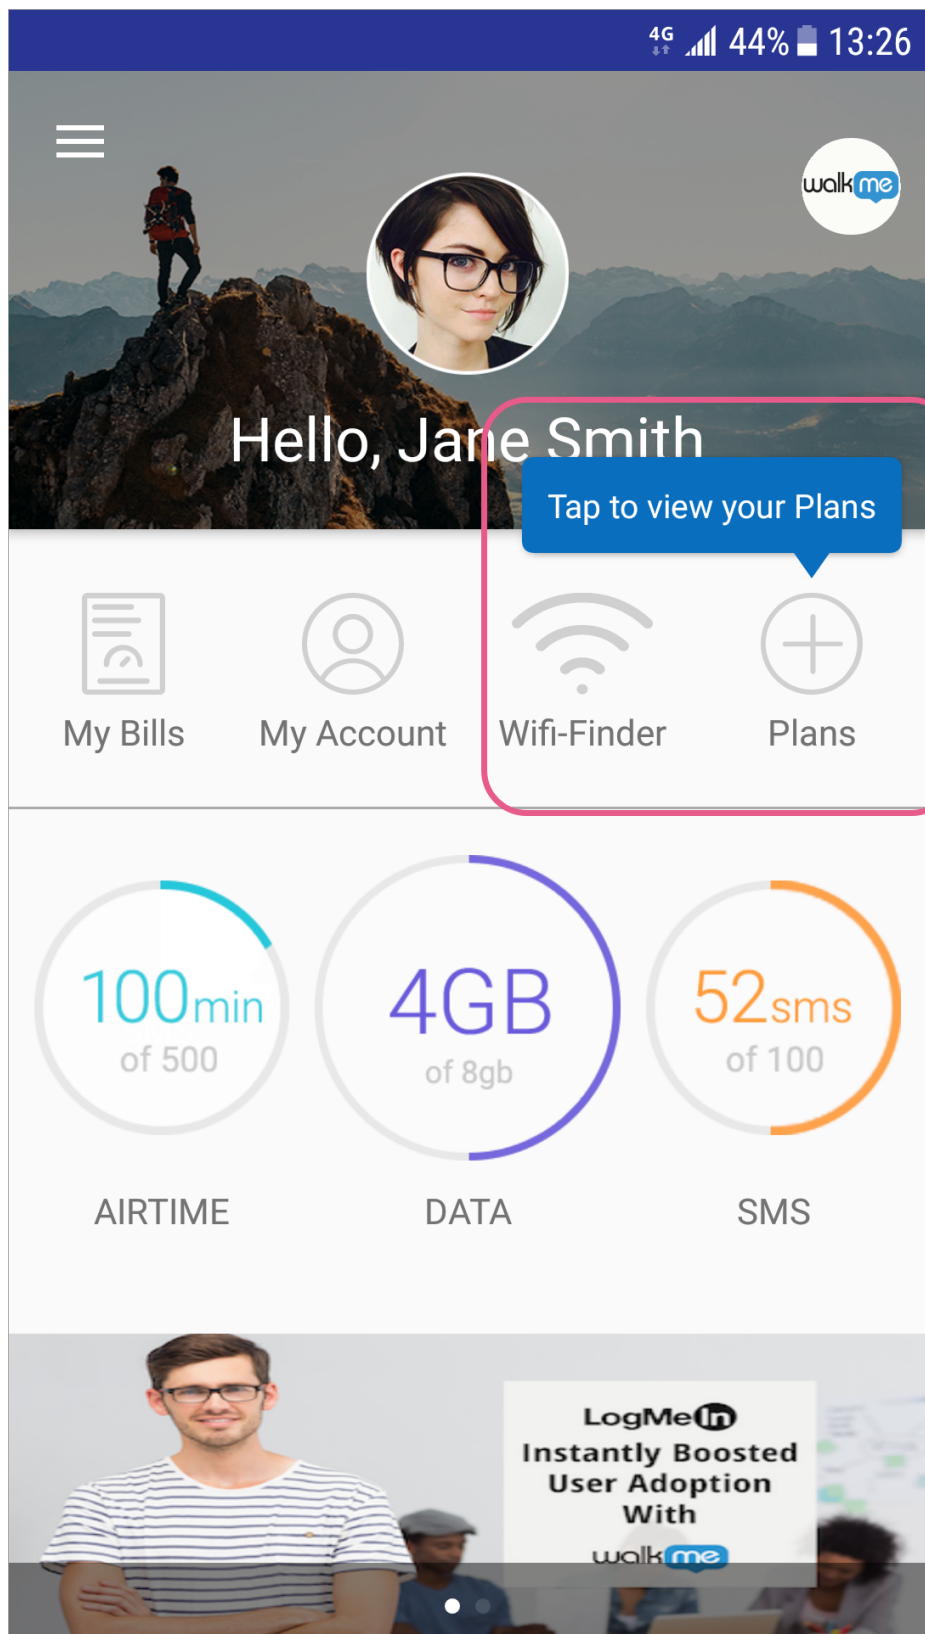 4G 44% 13:26
walkme
Hello, Jane Smith
Tap to view your Plans
My Bills
My Account
Wifi-Finder
Plans
100min
of 500
4GB
of 8gb
52sms
of 100
AIRTIME
DATA
SMS
LogMeIn
Instantly Boosted
User Adoption
With
walkme